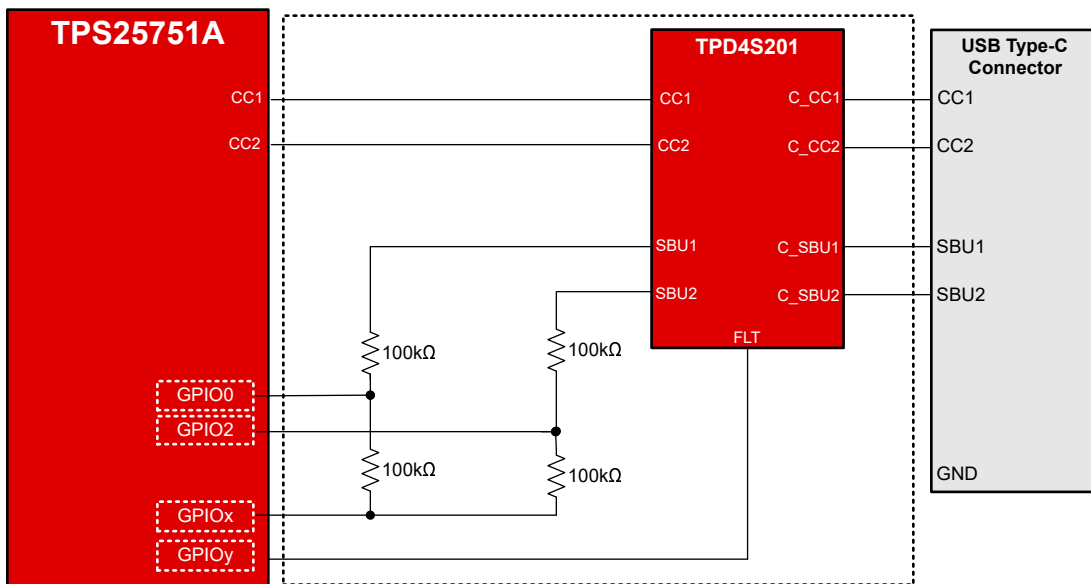 TPS25751A
CC1
CC2
GPIO0
GPIO2
GPIOx
GPIOy
100kΩ
100kΩ
100kΩ
100kΩ
TPD4S201
CC1
CC2
SBU1
SBU2
C_CC1
C_CC2
C_SBU1
C_SBU2
FLT
USB Type-C
Connector
CC1
CC2
SBU1
SBU2
GND